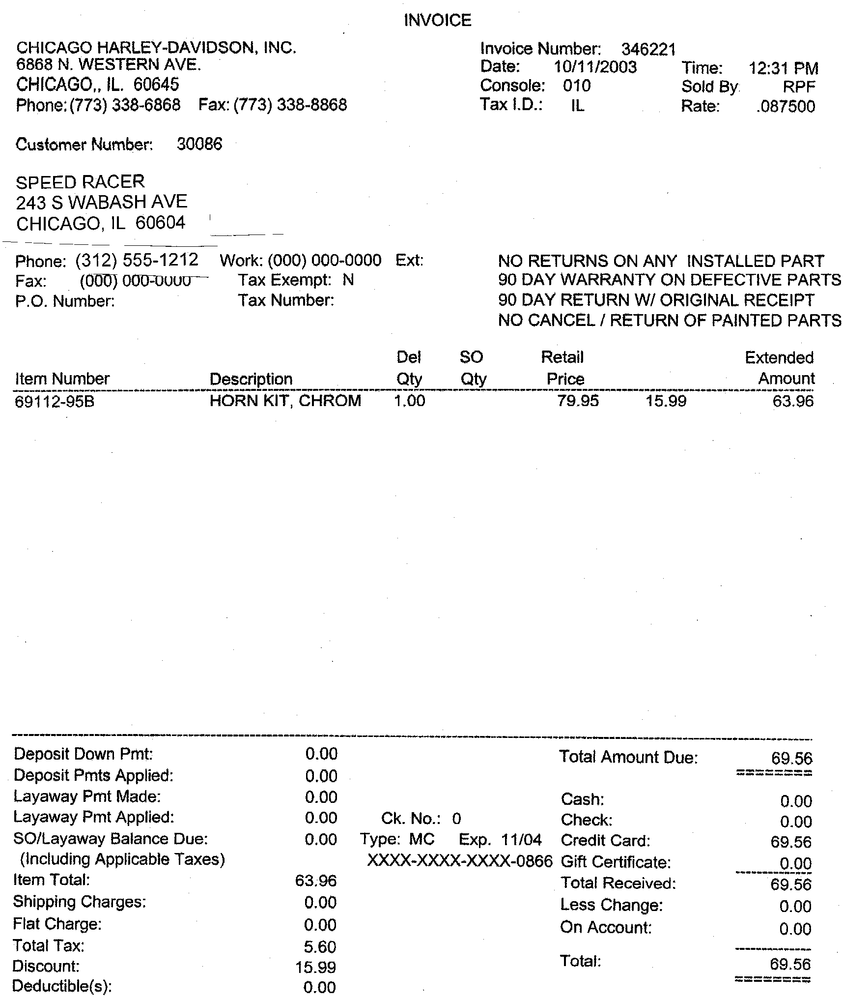 INVOICE
CHICAGO HARLEY-DAVIDSON, INC.
6868 N. WESTERN AVE.
CHICAGO,, IL. 60645
Phone: (773) 338-6868 Fax: (773) 338-8868
Invoice Number: 346221
Date: 10/11/2003 Time: 12:31 PM
Console: 010 Sold By: RPF
Tax I.D.: IL Rate: .087500
Customer Number: 30086
SPEED RACER
243 S WABASH AVE
CHICAGO, IL 60604
Phone: (312) 555-1212 Work: (000) 000-0000 Ext:
Fax: (000) 000-0000 Tax Exempt: N
P.O. Number: Tax Number:
NO RETURNS ON ANY INSTALLED PART
90 DAY WARRANTY ON DEFECTIVE PARTS
90 DAY RETURN W/ ORIGINAL RECEIPT
NO CANCEL / RETURN OF PAINTED PARTS
Del SO Retail Extended
Item Number Description Qty Qty Price Amount
69112-95B HORN KIT, CHROM 1.00 79.95 15.99 63.96
Deposit Down Pmt: 0.00
Deposit Pmts Applied: 0.00
Layaway Pmt Made: 0.00
Layaway Pmt Applied: 0.00
SO/Layaway Balance Due: 0.00
(Including Applicable Taxes)
Item Total: 63.96
Shipping Charges: 0.00
Flat Charge: 0.00
Total Tax: 5.60
Discount: 15.99
Deductible(s): 0.00
Ck. No.: 0
Type: MC Exp. 11/04
XXXX-XXXX-XXXX-0866
Total Amount Due: 69.56
========
Cash: 0.00
Check: 0.00
Credit Card: 69.56
Gift Certificate: 0.00
Total Received: 69.56
Less Change: 0.00
On Account: 0.00
Total: 69.56
========